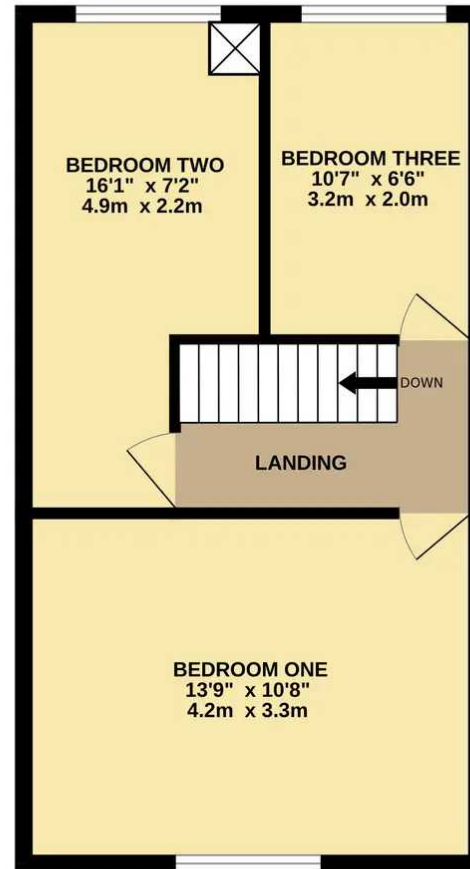 BEDROOM TWO
16'1" x 7'2"
4.9m x 2.2m
BEDROOM THREE
10'7" x 6'6"
3.2m x 2.0m
DOWN
LANDING
BEDROOM ONE
13'9" x 10'8"
4.2m x 3.3m